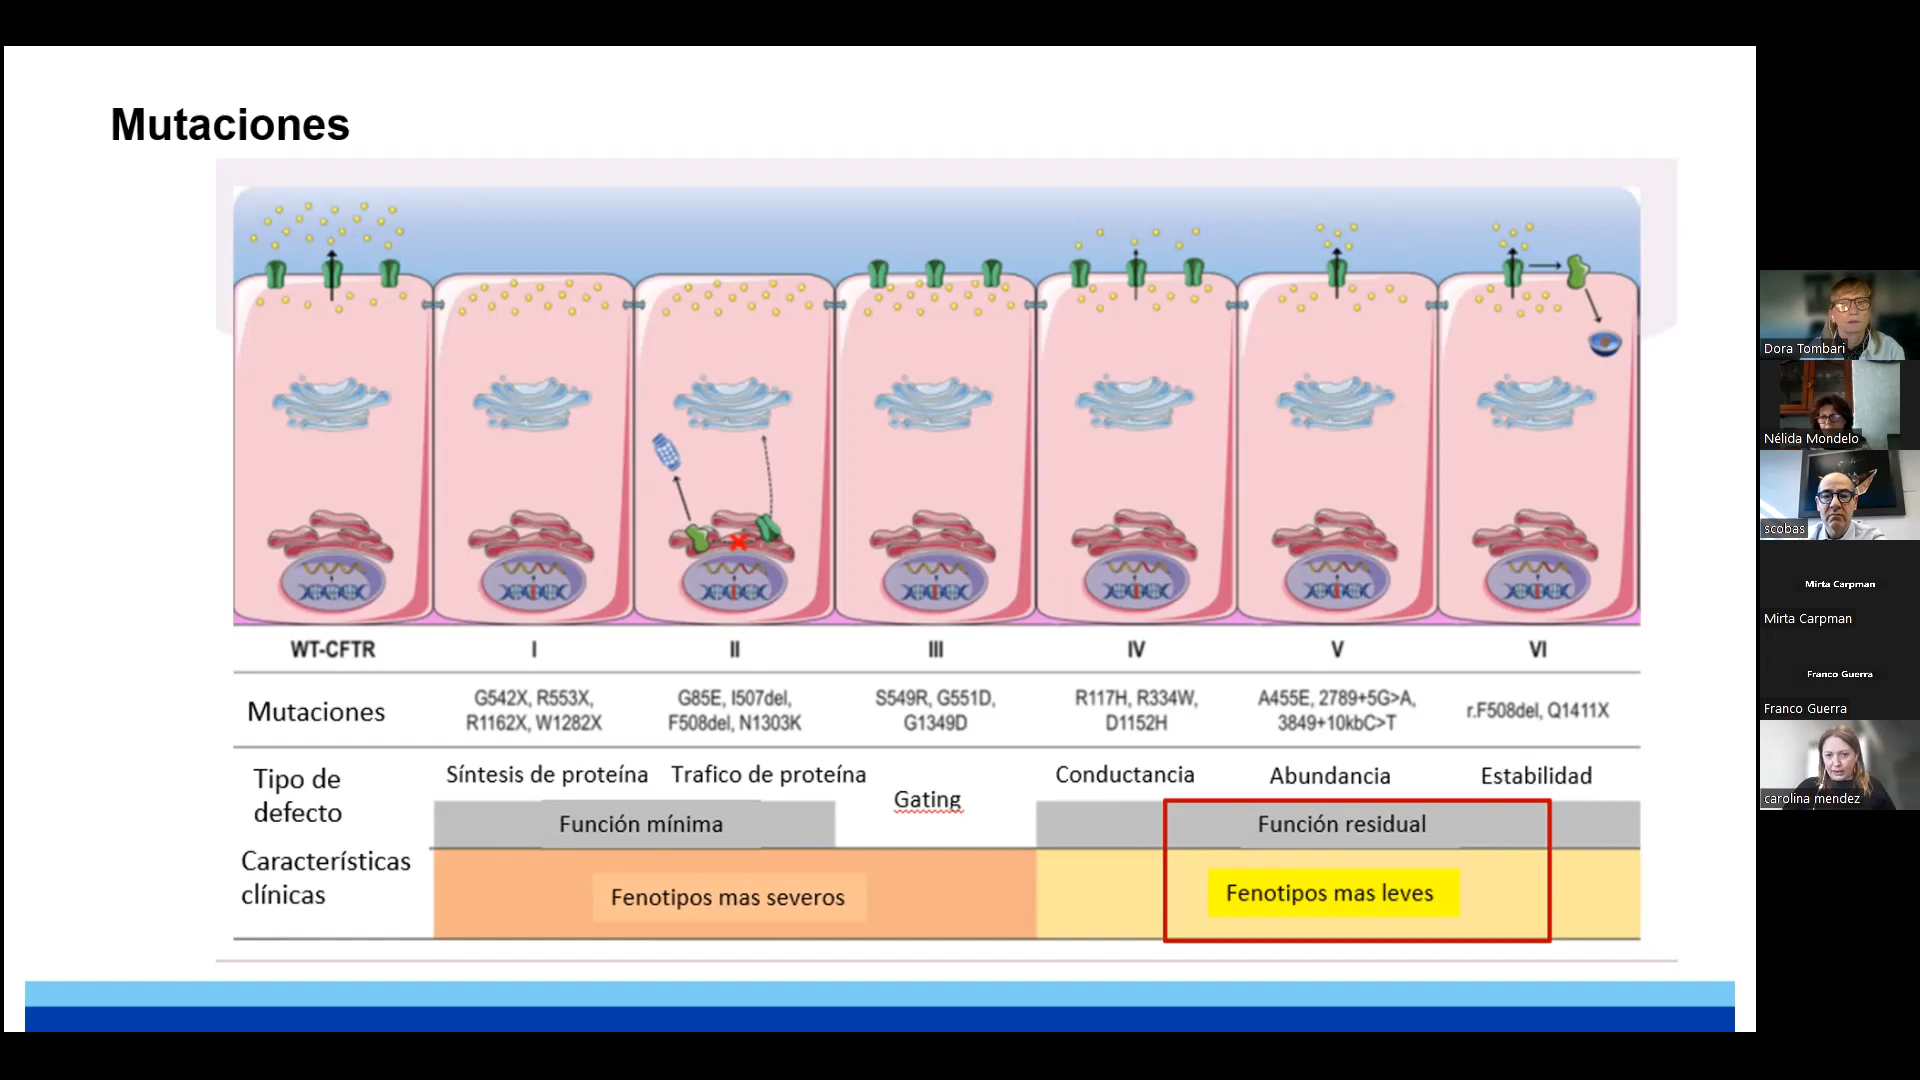 Mutaciones
WT-CFTR
I
II
III
IV
V
VI
Mutaciones
G542X, R553X,
R1162X, W1282X
G85E, I507del,
F508del, N1303K
S549R, G551D,
G1349D
R117H, R334W,
D1152H
A455E, 2789+5G>A,
3849+10kbC>T
r.F508del, Q1411X
Tipo de
defecto
Síntesis de proteína
Trafico de proteína
Gating
Conductancia
Abundancia
Estabilidad
Función mínima
Función residual
Características
clínicas
Fenotipos mas severos
Fenotipos mas leves
Dora Tombari
Nélida Mondelo
scobas
Mirta Carpman
Mirta Carpman
Franco Guerra
Franco Guerra
carolina mendez